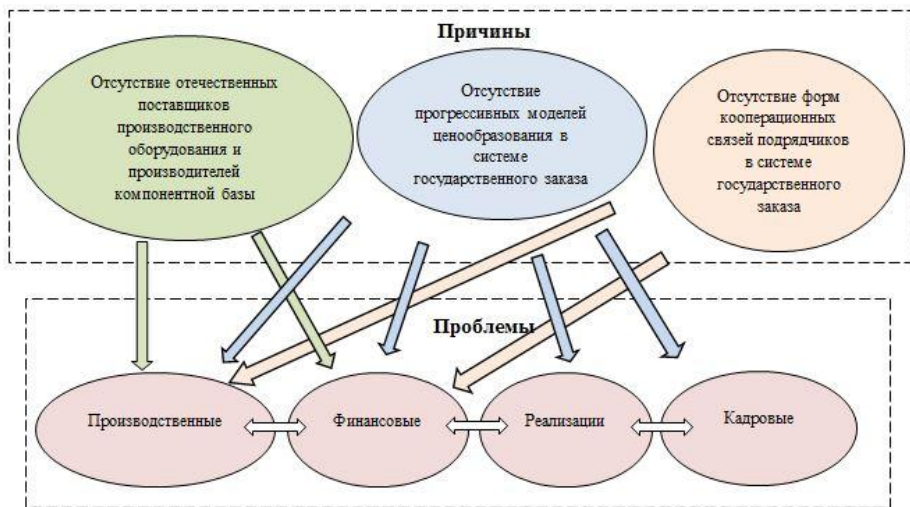 Причины
Отсутствие отечественных
поставщиков
производственного
оборудования и
производителей
компонентной базы
Отсутствие
прогрессивных моделей
ценообразования в
системе
государственного заказа
Отсутствие форм
кооперационных
связей подрядчиков
в системе
государственного
заказа
Проблемы
Производственные
Финансовые
Реализации
Кадровые